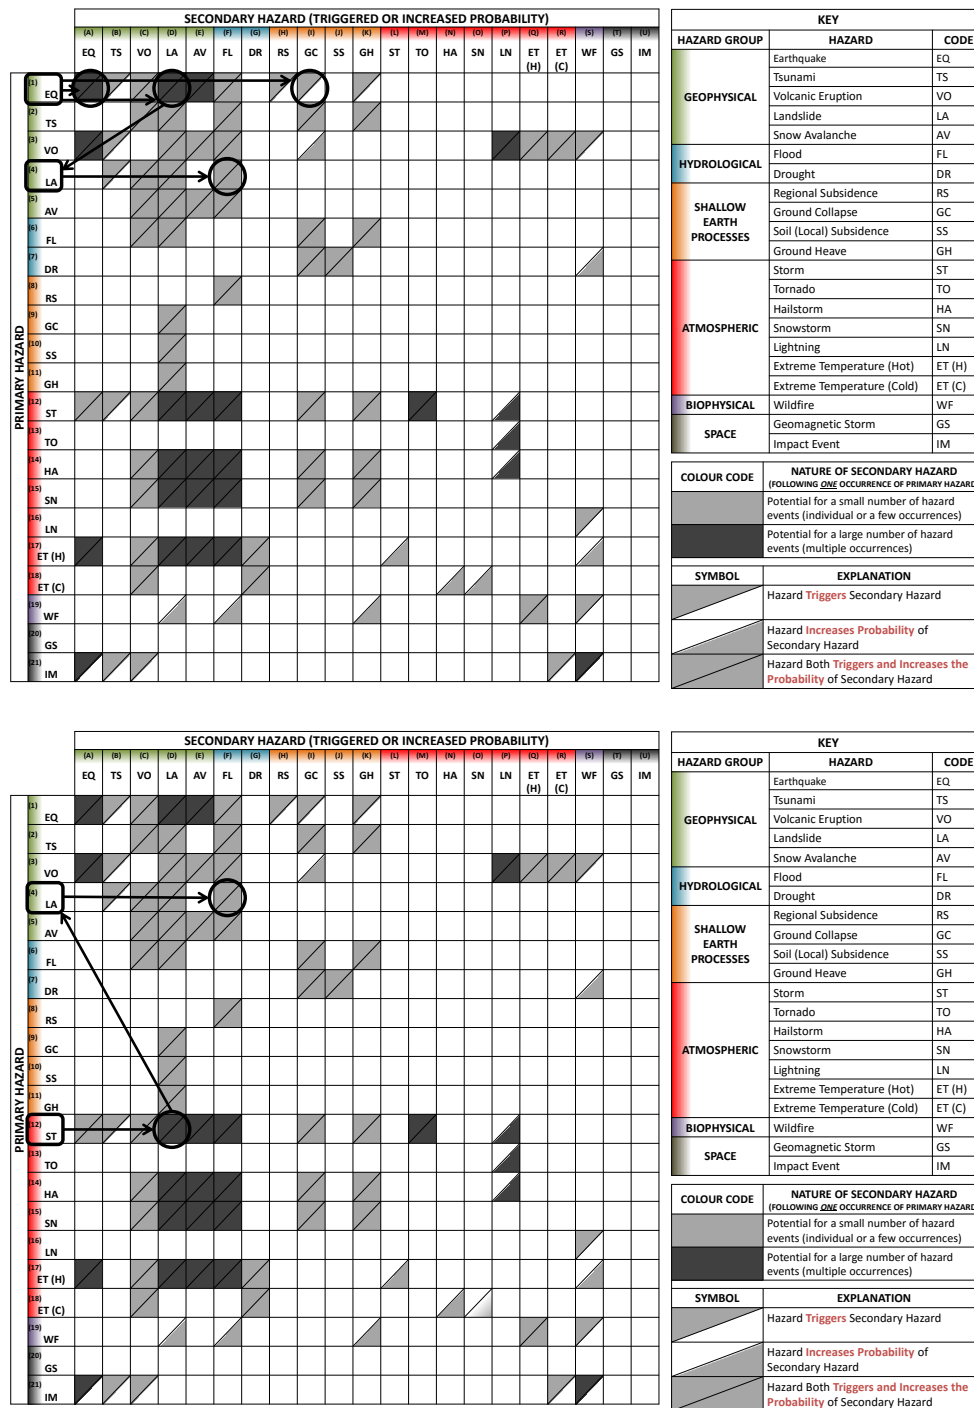 SECONDARY HAZARD (TRIGGERED OR INCREASED PROBABILITY)
(A) (B) (C) (D) (E) (F) (G) (H) (I) (J) (K) (L) (M) (N) (O) (P) (Q) (R) (S) (T) (U)
EQ TS VO LA AV FL DR RS GC SS GH ST TO HA SN LN ET (H) ET (C) WF GS IM
PRIMARY HAZARD
(1) EQ
(2) TS
(3) VO
(4) LA
(5) AV
(6) FL
(7) DR
(8) RS
(9) GC
(10) SS
(11) GH
(12) ST
(13) TO
(14) HA
(15) SN
(16) LN
(17) ET (H)
(18) ET (C)
(19) WF
(20) GS
(21) IM
KEY
HAZARD GROUP HAZARD CODE
GEOPHYSICAL
Earthquake EQ
Tsunami TS
Volcanic Eruption VO
Landslide LA
Snow Avalanche AV
HYDROLOGICAL
Flood FL
Drought DR
SHALLOW EARTH PROCESSES
Regional Subsidence RS
Ground Collapse GC
Soil (Local) Subsidence SS
Ground Heave GH
ATMOSPHERIC
Storm ST
Tornado TO
Hailstorm HA
Snowstorm SN
Lightning LN
Extreme Temperature (Hot) ET (H)
Extreme Temperature (Cold) ET (C)
BIOPHYSICAL Wildfire WF
SPACE
Geomagnetic Storm GS
Impact Event IM
COLOUR CODE NATURE OF SECONDARY HAZARD
(FOLLOWING ONE OCCURRENCE OF PRIMARY HAZARD
Potential for a small number of hazard
events (individual or a few occurrences)
Potential for a large number of hazard
events (multiple occurrences)
SYMBOL EXPLANATION
Hazard Triggers Secondary Hazard
Hazard Increases Probability of
Secondary Hazard
Hazard Both Triggers and Increases the
Probability of Secondary Hazard
SECONDARY HAZARD (TRIGGERED OR INCREASED PROBABILITY)
(A) (B) (C) (D) (E) (F) (G) (H) (I) (J) (K) (L) (M) (N) (O) (P) (Q) (R) (S) (T) (U)
EQ TS VO LA AV FL DR RS GC SS GH ST TO HA SN LN ET (H) ET (C) WF GS IM
PRIMARY HAZARD
(1) EQ
(2) TS
(3) VO
(4) LA
(5) AV
(6) FL
(7) DR
(8) RS
(9) GC
(10) SS
(11) GH
(12) ST
(13) TO
(14) HA
(15) SN
(16) LN
(17) ET (H)
(18) ET (C)
(19) WF
(20) GS
(21) IM
KEY
HAZARD GROUP HAZARD CODE
GEOPHYSICAL
Earthquake EQ
Tsunami TS
Volcanic Eruption VO
Landslide LA
Snow Avalanche AV
HYDROLOGICAL
Flood FL
Drought DR
SHALLOW EARTH PROCESSES
Regional Subsidence RS
Ground Collapse GC
Soil (Local) Subsidence SS
Ground Heave GH
ATMOSPHERIC
Storm ST
Tornado TO
Hailstorm HA
Snowstorm SN
Lightning LN
Extreme Temperature (Hot) ET (H)
Extreme Temperature (Cold) ET (C)
BIOPHYSICAL Wildfire WF
SPACE
Geomagnetic Storm GS
Impact Event IM
COLOUR CODE NATURE OF SECONDARY HAZARD
(FOLLOWING ONE OCCURRENCE OF PRIMARY HAZARD
Potential for a small number of hazard
events (individual or a few occurrences)
Potential for a large number of hazard
events (multiple occurrences)
SYMBOL EXPLANATION
Hazard Triggers Secondary Hazard
Hazard Increases Probability of
Secondary Hazard
Hazard Both Triggers and Increases the
Probability of Secondary Hazard